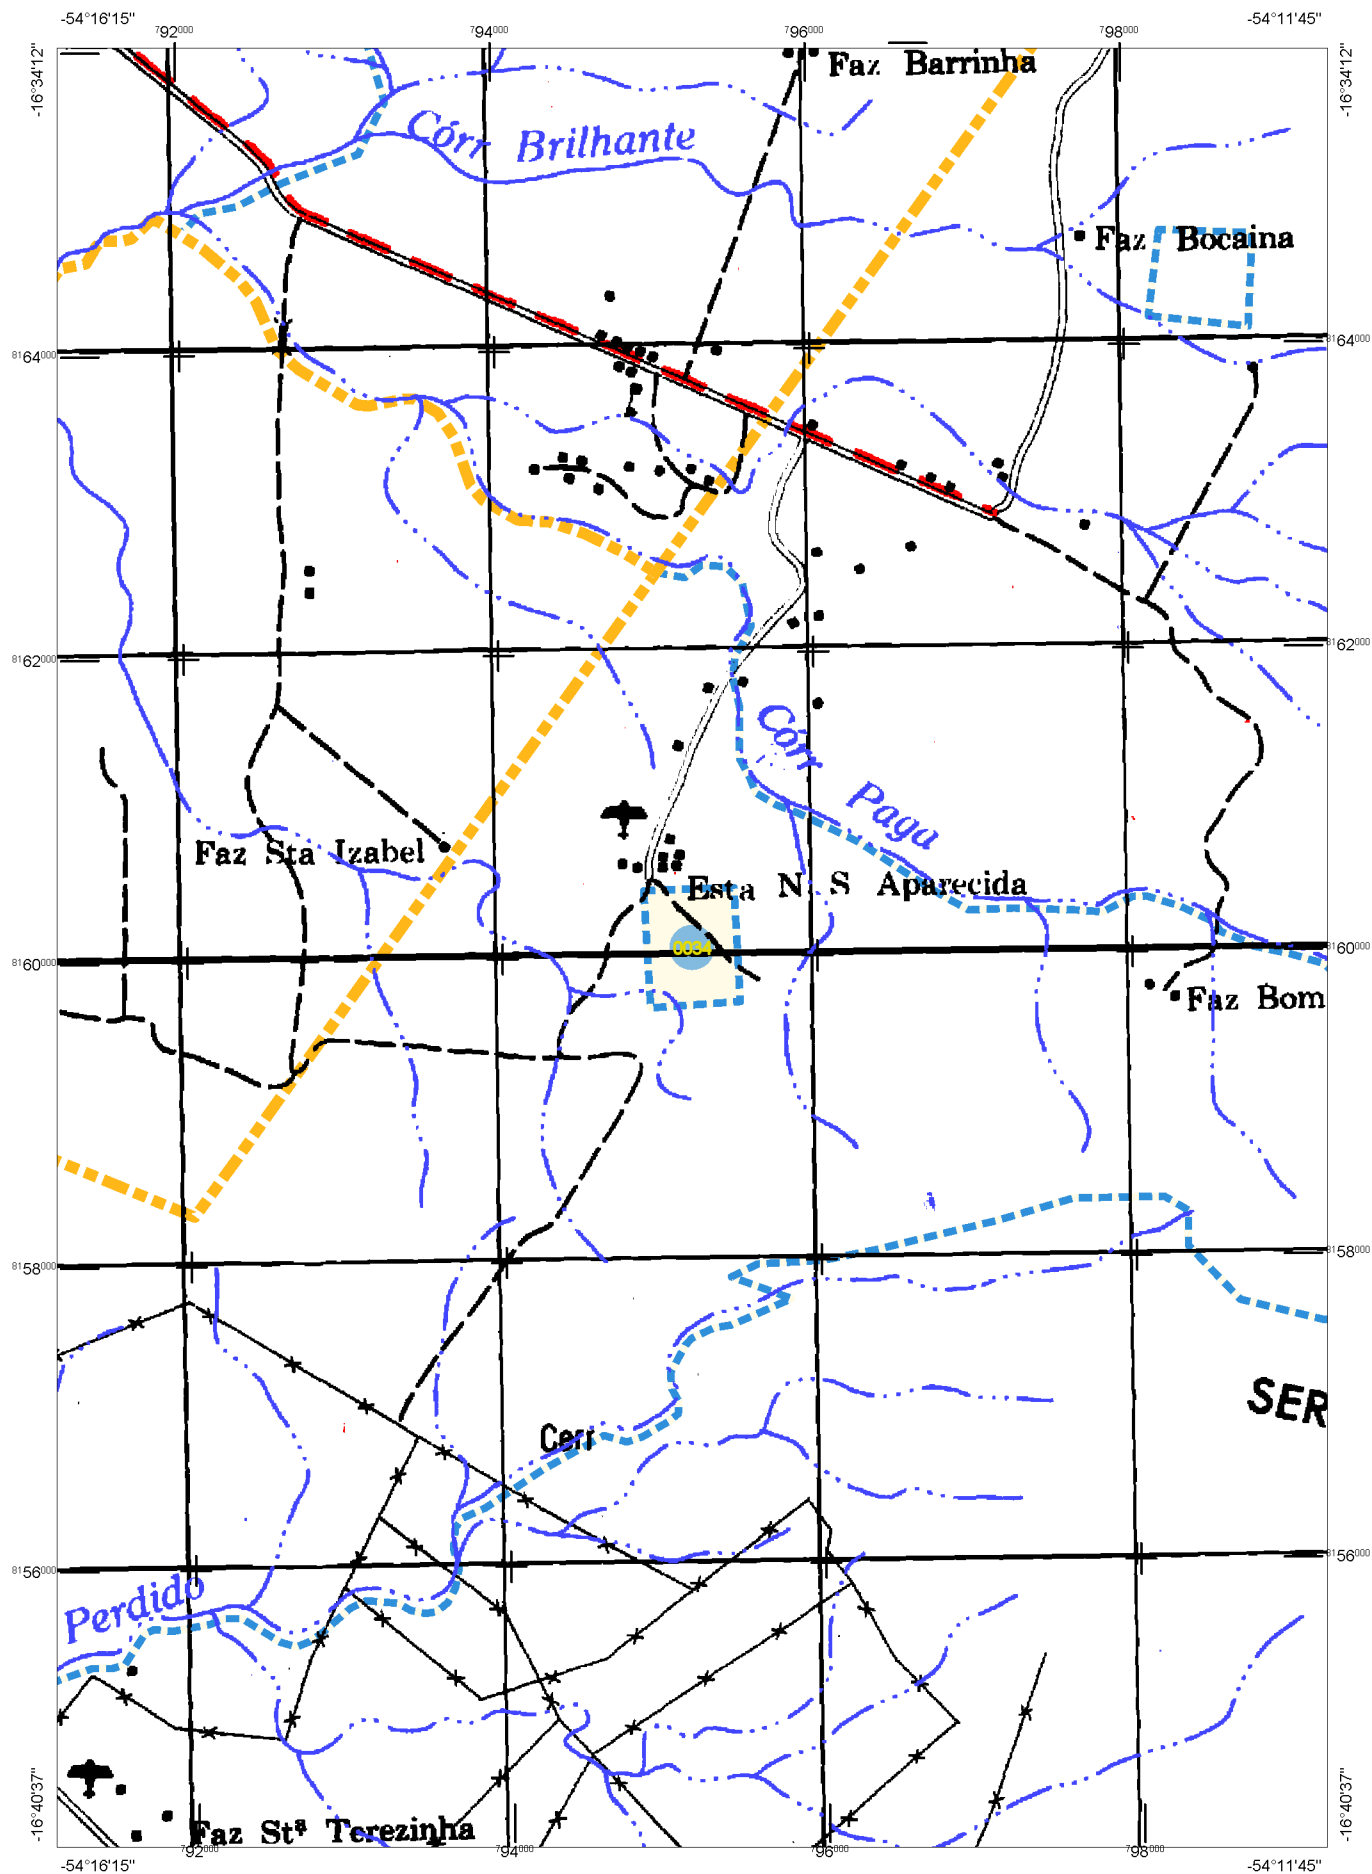 -54°16'15"
-54°11'45"
792000
794000
796000
798000
-16°34'12"
-16°34'12"
Faz Barrinha
Córr Brilhante
Faz Bocaina
8164000
8164000
8162000
8162000
Córr Paga
Faz Sta Izabel
Esta N S Aparecida
0034
8160000
8160000
Faz Bom
8158000
8158000
SER
Cerr
8156000
8156000
Perdido
-16°40'37"
-16°40'37"
Faz Stª Terezinha
792000
794000
796000
798000
-54°16'15"
-54°11'45"